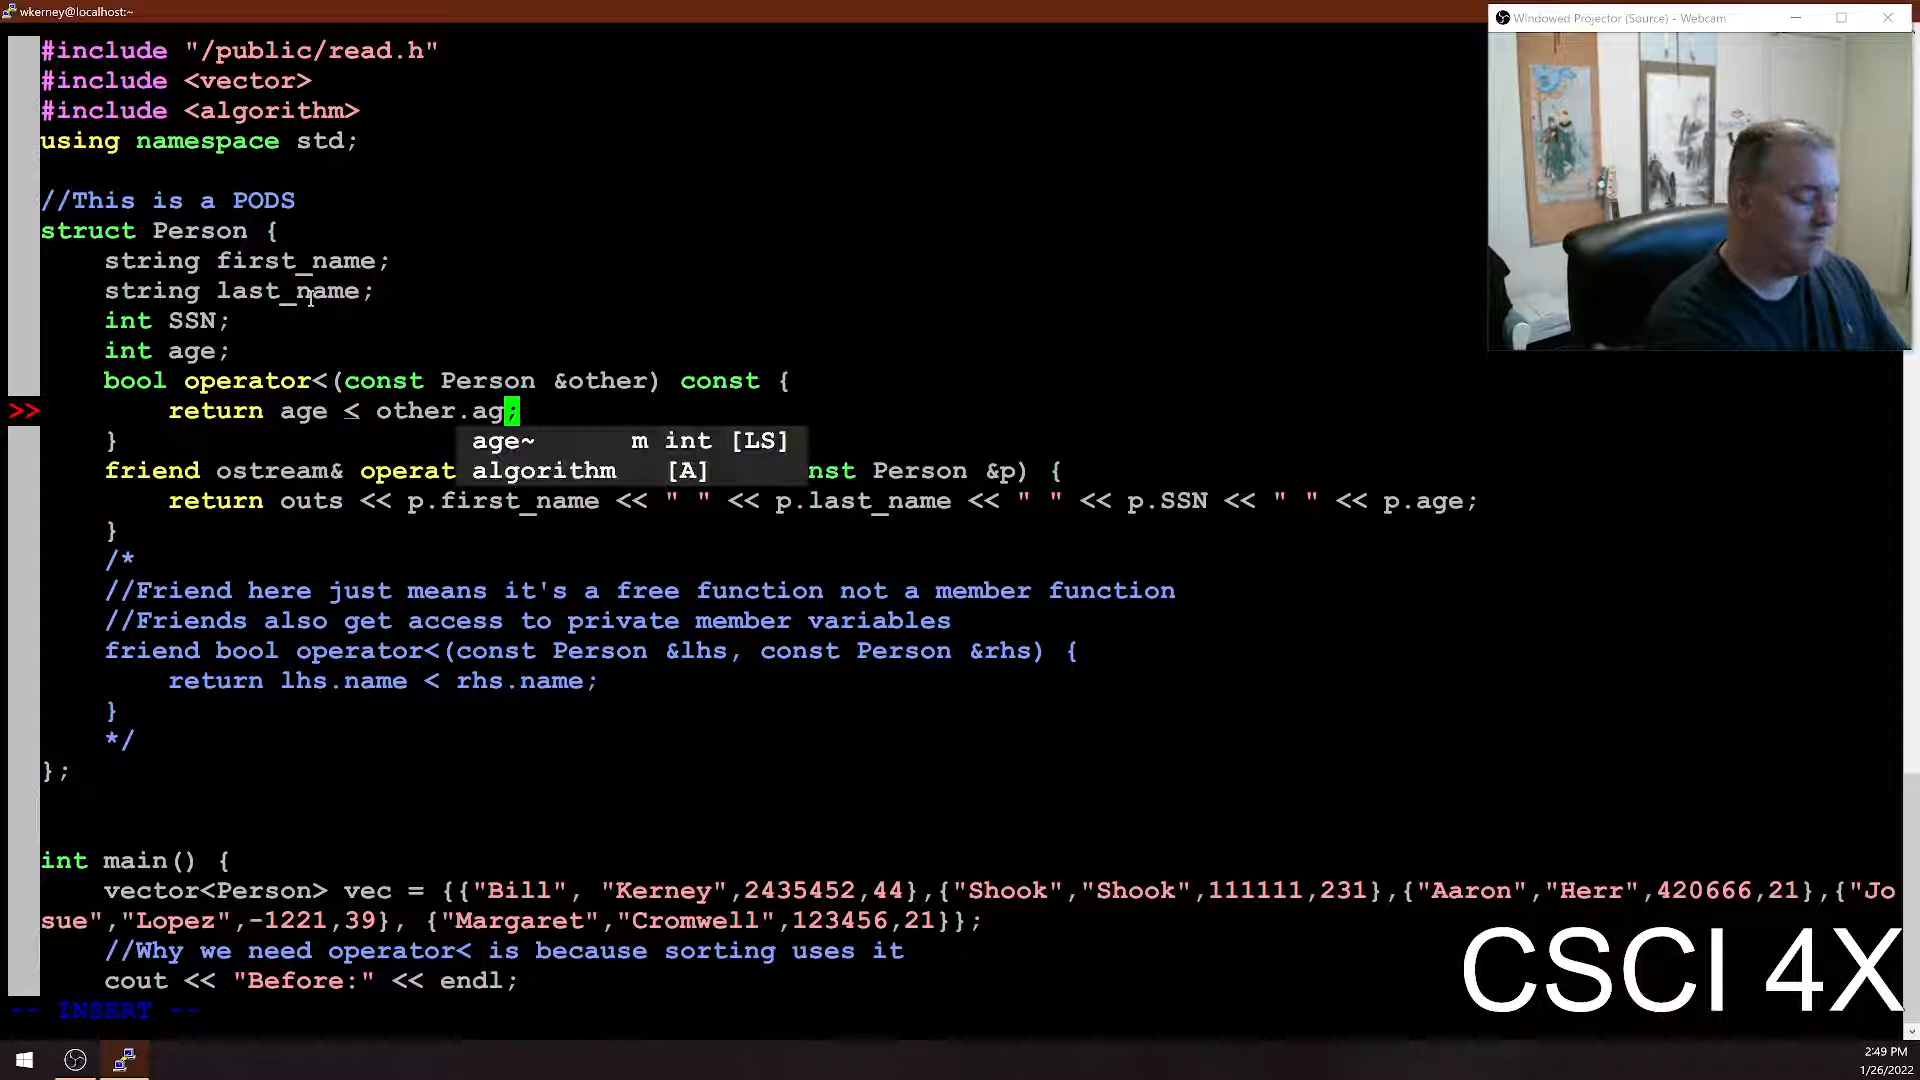 wkerney@localhost:~
Windowed Projector (Source) - Webcam
#include "/public/read.h"
#include <vector>
#include <algorithm>
using namespace std;
//This is a PODS
struct Person {
string first_name;
string last_name;
int SSN;
int age;
bool operator<(const Person &other) const {
>> return age < other.ag;
} age~ m int [LS]
friend ostream& operat algorithm [A] nst Person &p) {
return outs << p.first_name << " " << p.last_name << " " << p.SSN << " " << p.age;
}
/*
//Friend here just means it's a free function not a member function
//Friends also get access to private member variables
friend bool operator<(const Person &lhs, const Person &rhs) {
return lhs.name < rhs.name;
}
*/
};
int main() {
vector<Person> vec = {{"Bill", "Kerney",2435452,44},{"Shook","Shook",111111,231},{"Aaron","Herr",420666,21},{"Jo
sue","Lopez",-1221,39}, {"Margaret","Cromwell",123456,21}};
//Why we need operator< is because sorting uses it
cout << "Before:" << endl;
-- INSERT --
CSCI 4X
2:49 PM
1/26/2022